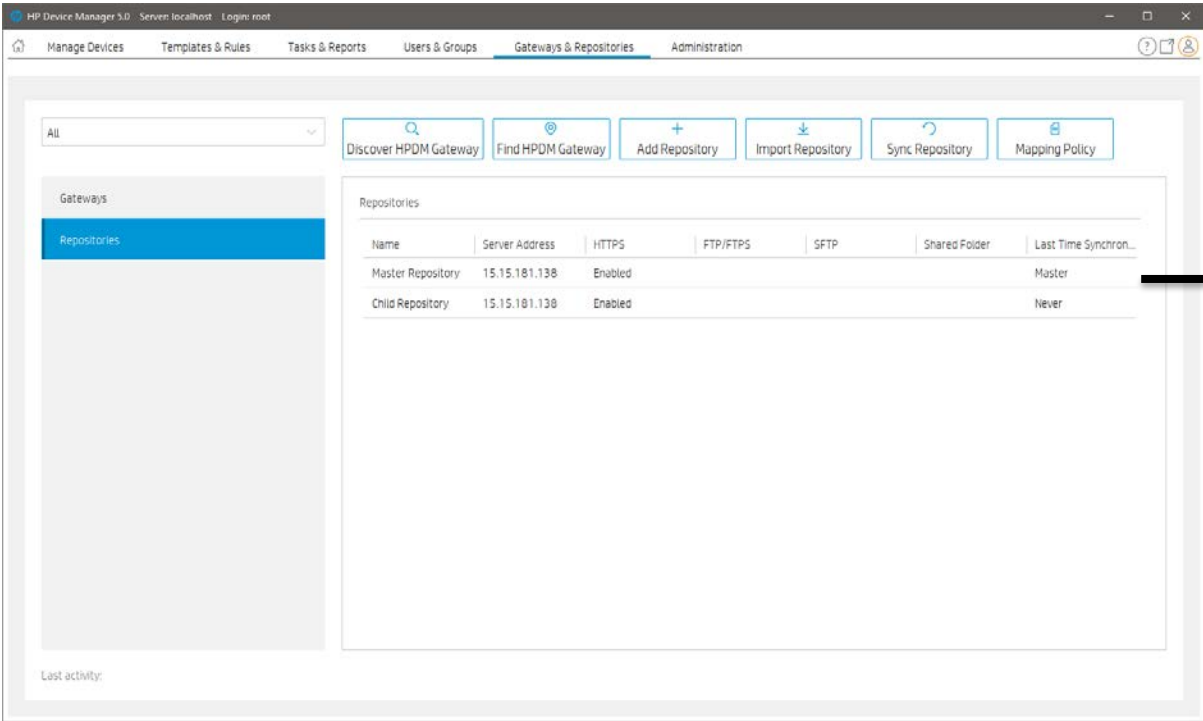 HP Device Manager 5.0 Server: localhost Login: root
Manage Devices Templates & Rules Tasks & Reports Users & Groups Gateways & Repositories Administration
All
Discover HPDM Gateway Find HPDM Gateway Add Repository Import Repository Sync Repository Mapping Policy
Gateways
Repositories
Repositories
Name Server Address HTTPS FTP/FTPS SFTP Shared Folder Last Time Synchron...
Master Repository 15.15.181.138 Enabled Master
Child Repository 15.15.181.138 Enabled Never
Last activity: